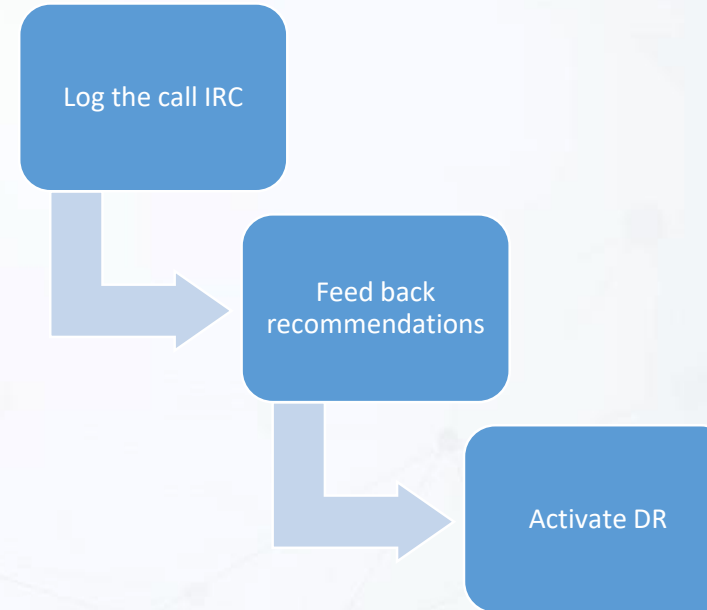 Log the call IRC
Feed back
recommendations
Activate DR